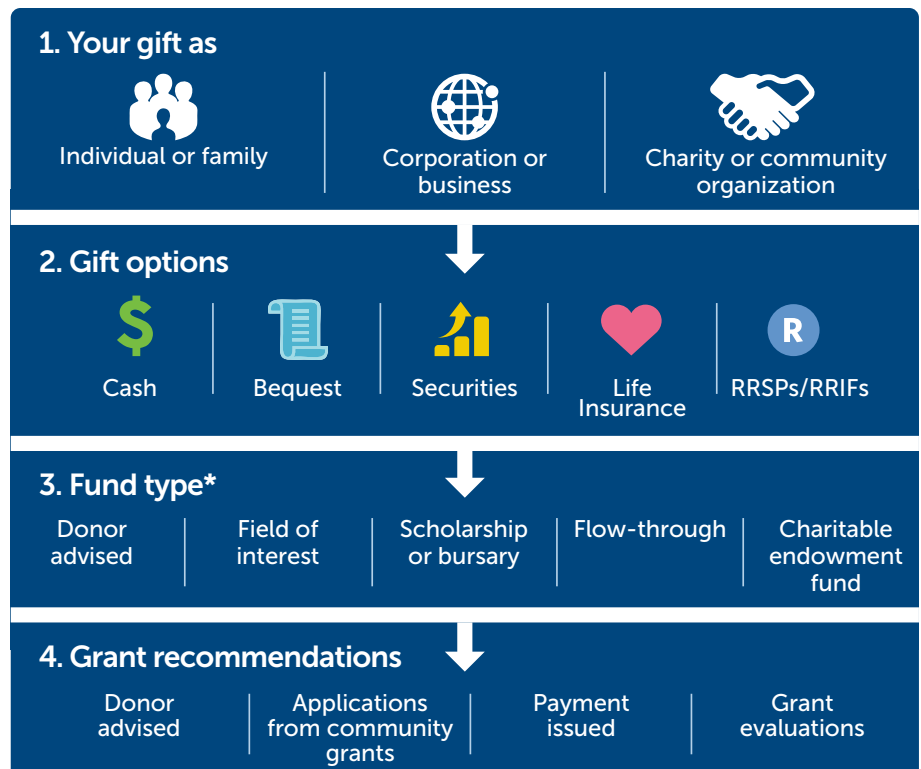 1. Your gift as
Individual or family
Corporation or
business
Charity or community
organization
2. Gift options
$
Cash
Bequest
Securities
Life
Insurance
R
RRSPs/RRIFs
3. Fund type*
Donor
advised
Field of
interest
Scholarship
or bursary
Flow-through
Charitable
endowment
fund
4. Grant recommendations
Donor
advised
Applications
from community
grants
Payment
issued
Grant
evaluations